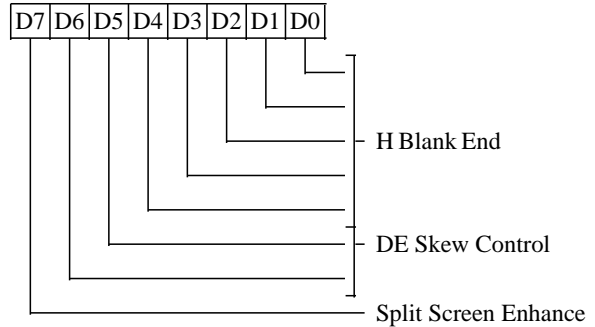 D7 D6 D5 D4 D3 D2 D1 D0
H Blank End
DE Skew Control
Split Screen Enhance